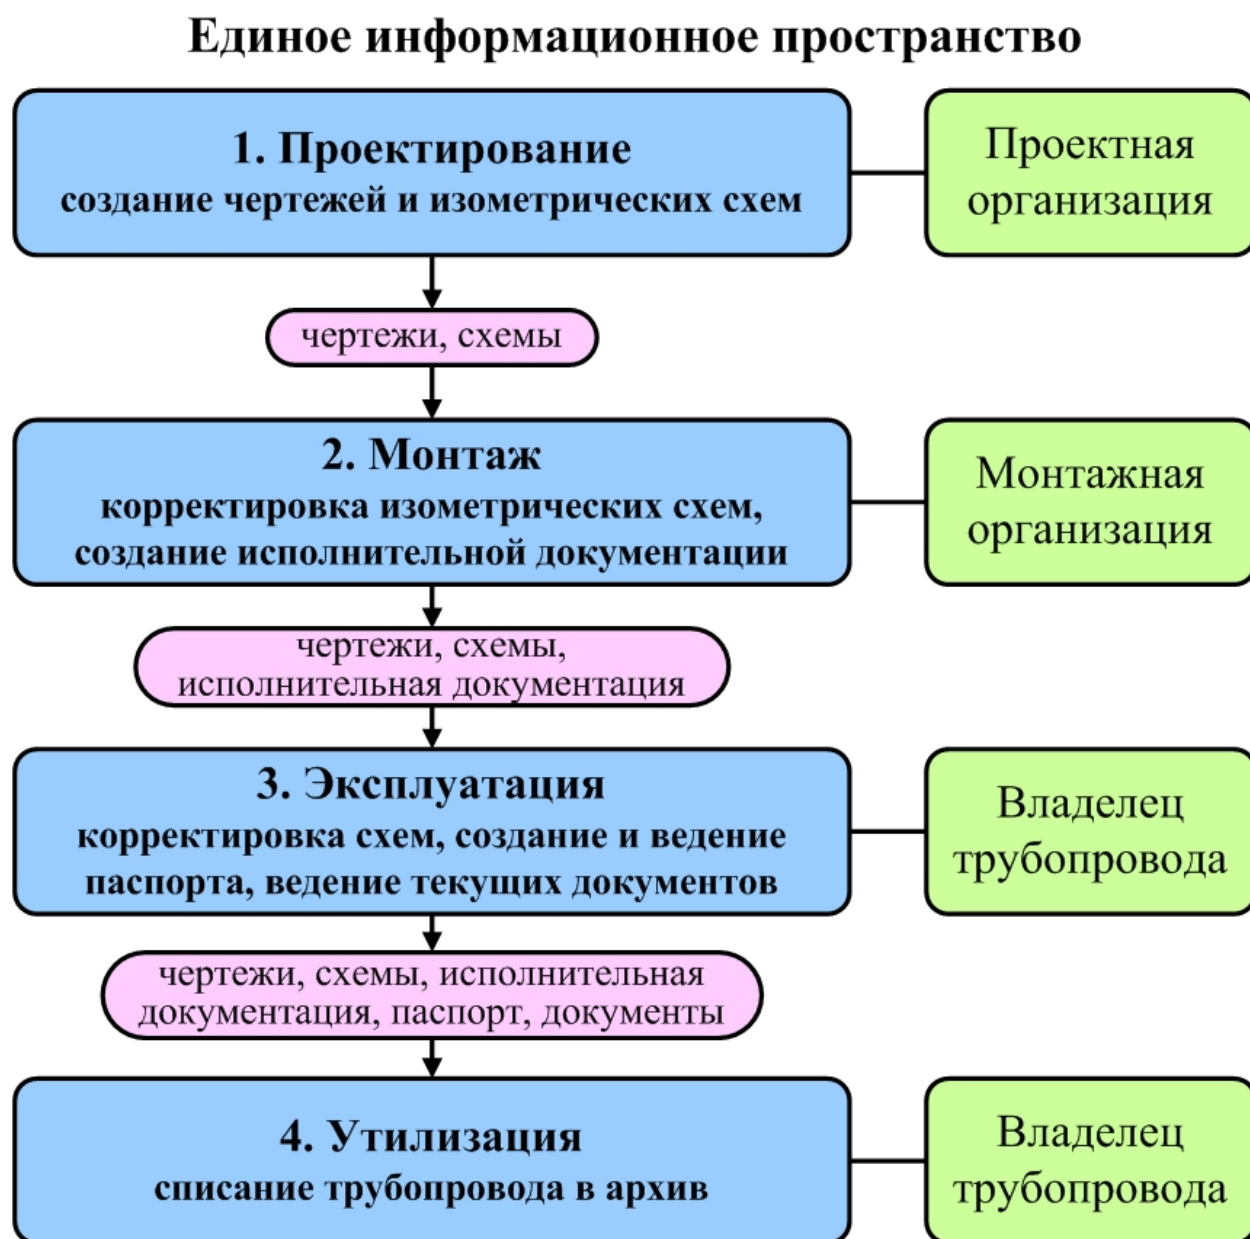 Единое информационное пространство
1. Проектирование
создание чертежей и изометрических схем
Проектная
организация
чертежи, схемы
2. Монтаж
корректировка изометрических схем,
создание исполнительной документации
Монтажная
организация
чертежи, схемы,
исполнительная документация
3. Эксплуатация
корректировка схем, создание и ведение
паспорта, ведение текущих документов
Владелец
трубопровода
чертежи, схемы, исполнительная
документация, паспорт, документы
4. Утилизация
списание трубопровода в архив
Владелец
трубопровода